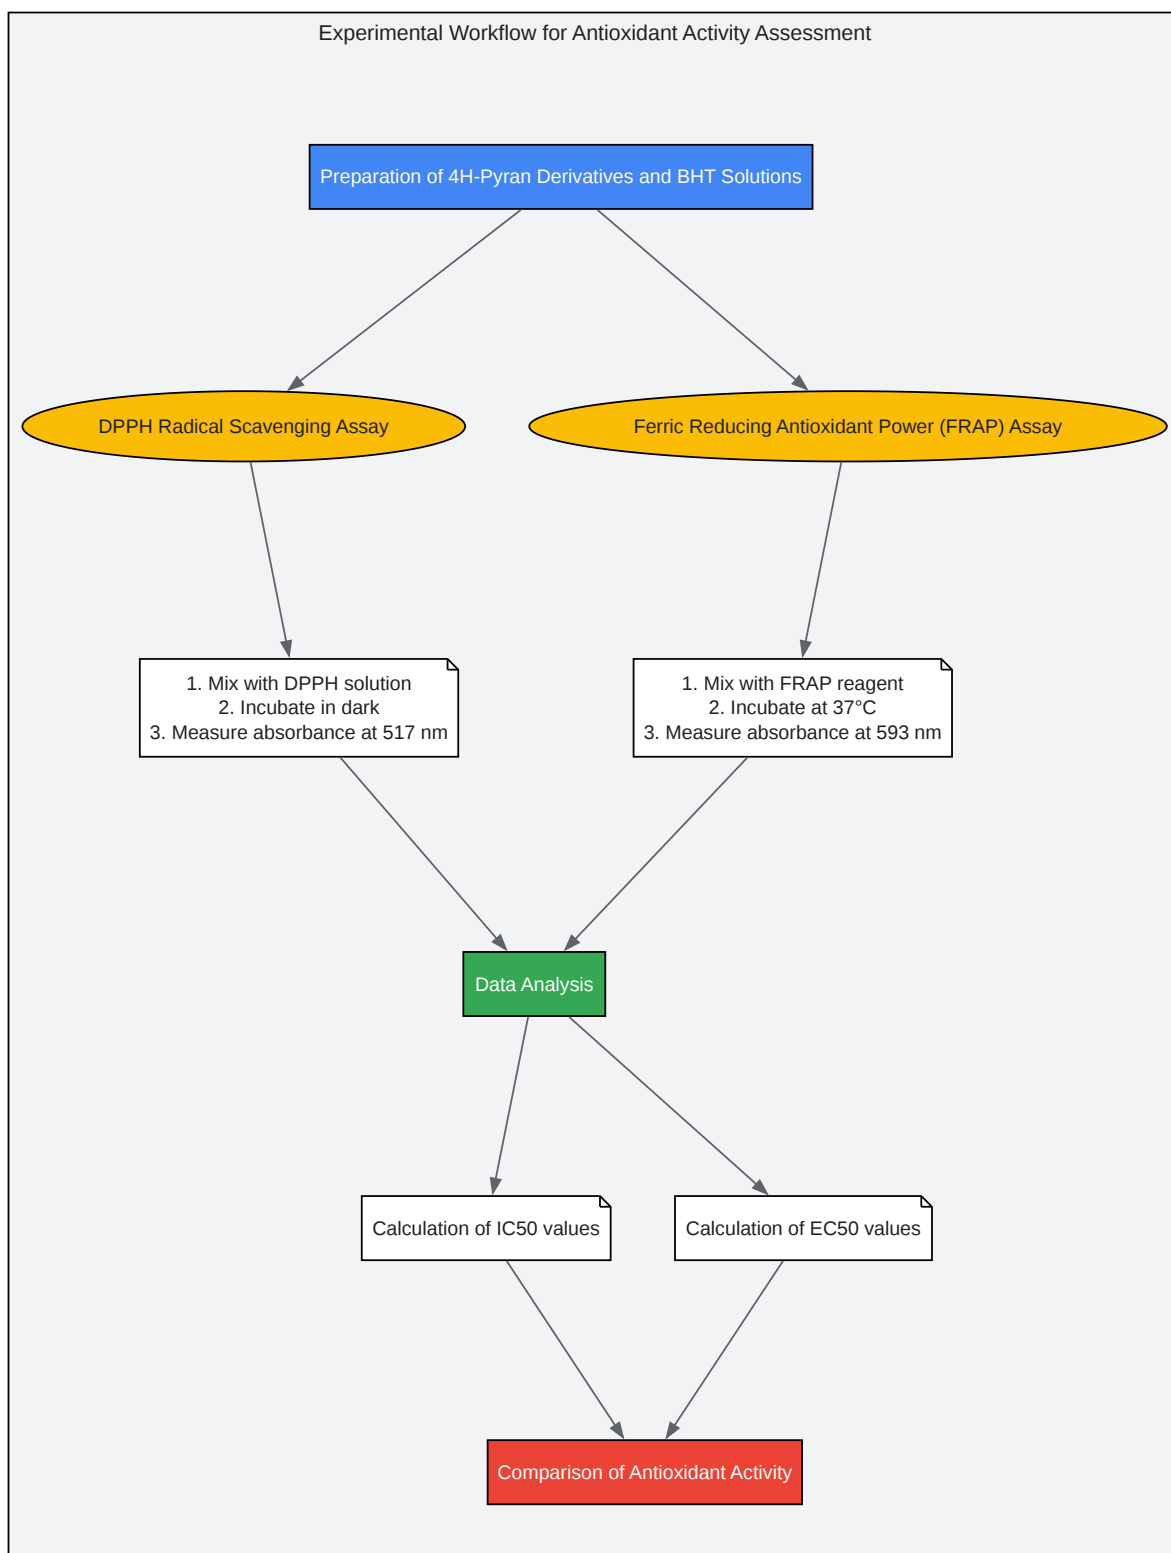 Experimental Workflow for Antioxidant Activity Assessment
Preparation of 4H-Pyran Derivatives and BHT Solutions
DPPH Radical Scavenging Assay
Ferric Reducing Antioxidant Power (FRAP) Assay
1. Mix with DPPH solution
2. Incubate in dark
3. Measure absorbance at 517 nm
1. Mix with FRAP reagent
2. Incubate at 37°C
3. Measure absorbance at 593 nm
Data Analysis
Calculation of IC50 values
Calculation of EC50 values
Comparison of Antioxidant Activity